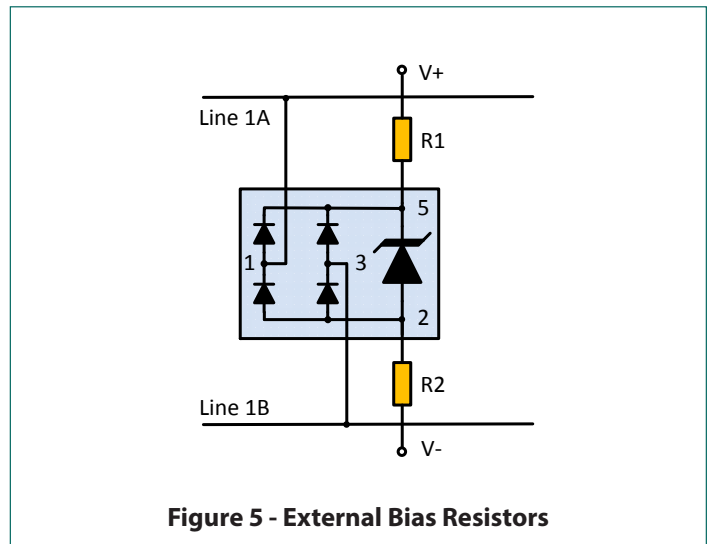 V+
Line 1A
R1
5
1
3
2
R2
Line 1B
V-
Figure 5 - External Bias Resistors